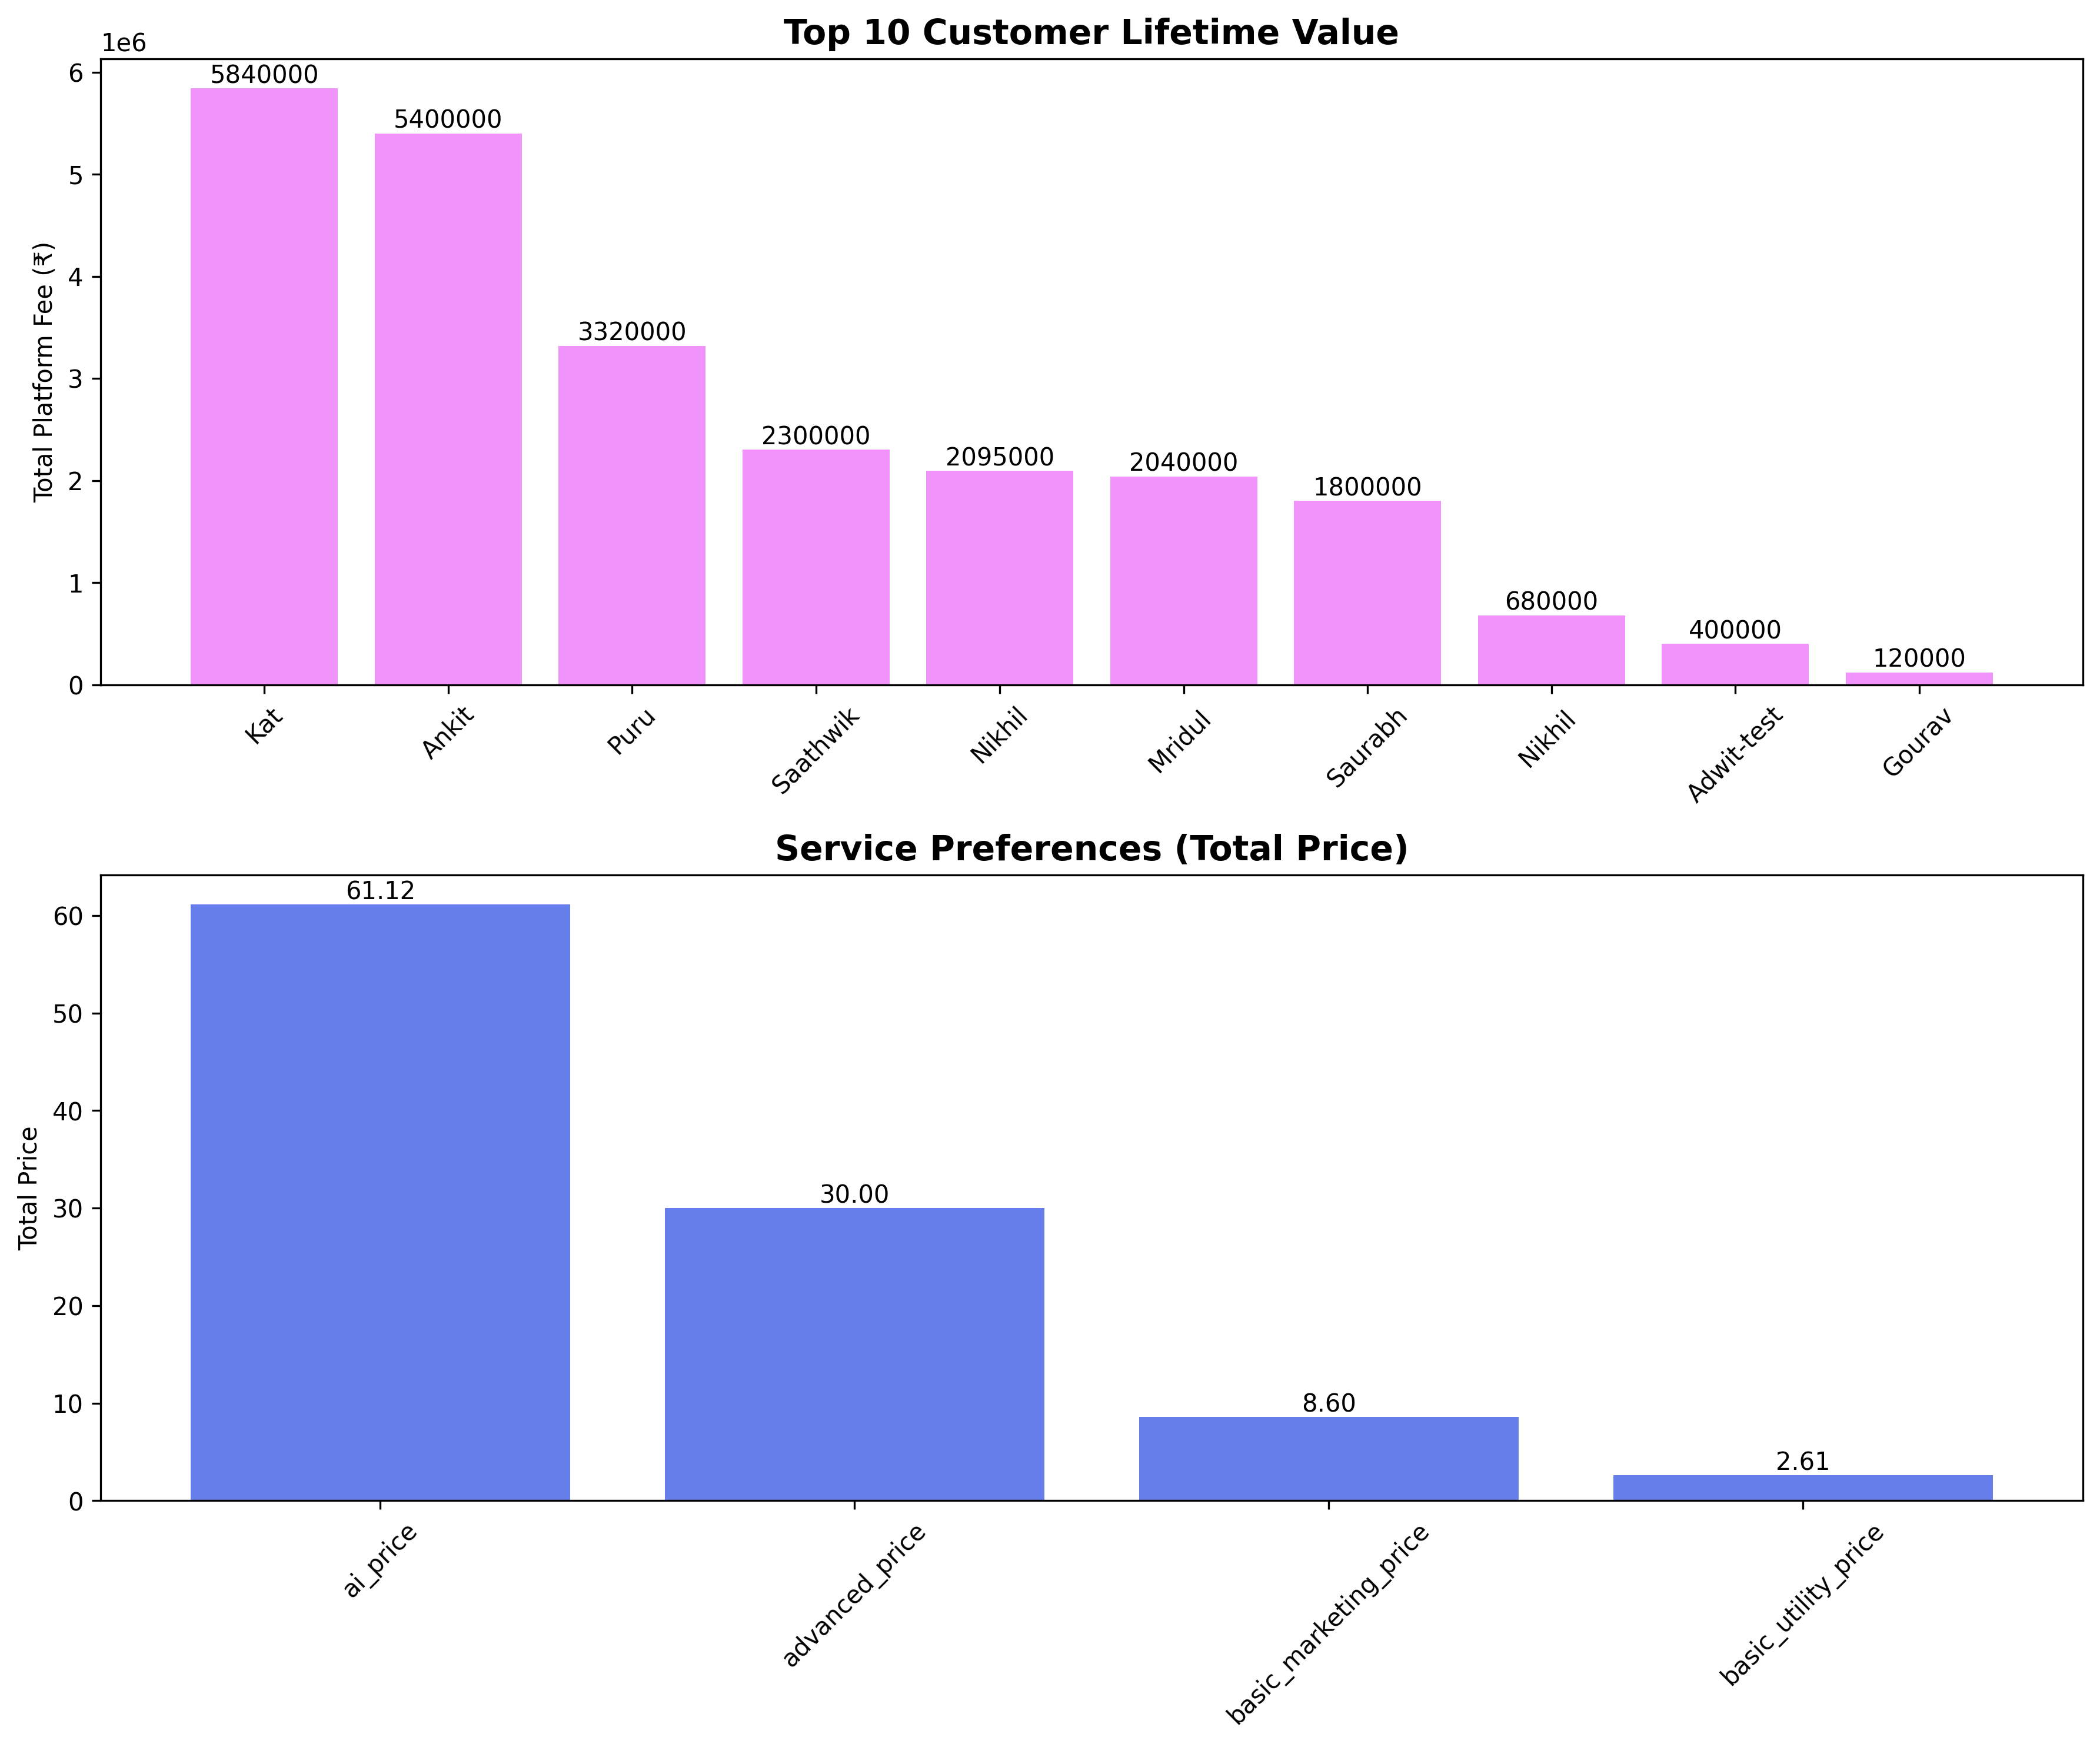 Top 10 Customer Lifetime Value
1e6
Total Platform Fee (₹)
6
5
4
3
2
1
0
5840000
5400000
3320000
2300000
2095000
2040000
1800000
680000
400000
120000
Kat
Ankit
Puru
Saathwik
Nikhil
Mridul
Saurabh
Nikhil
Adwit-test
Gourav
Service Preferences (Total Price)
Total Price
60
50
40
30
20
10
0
61.12
30.00
8.60
2.61
ai_price
advanced_price
basic_marketing_price
basic_utility_price